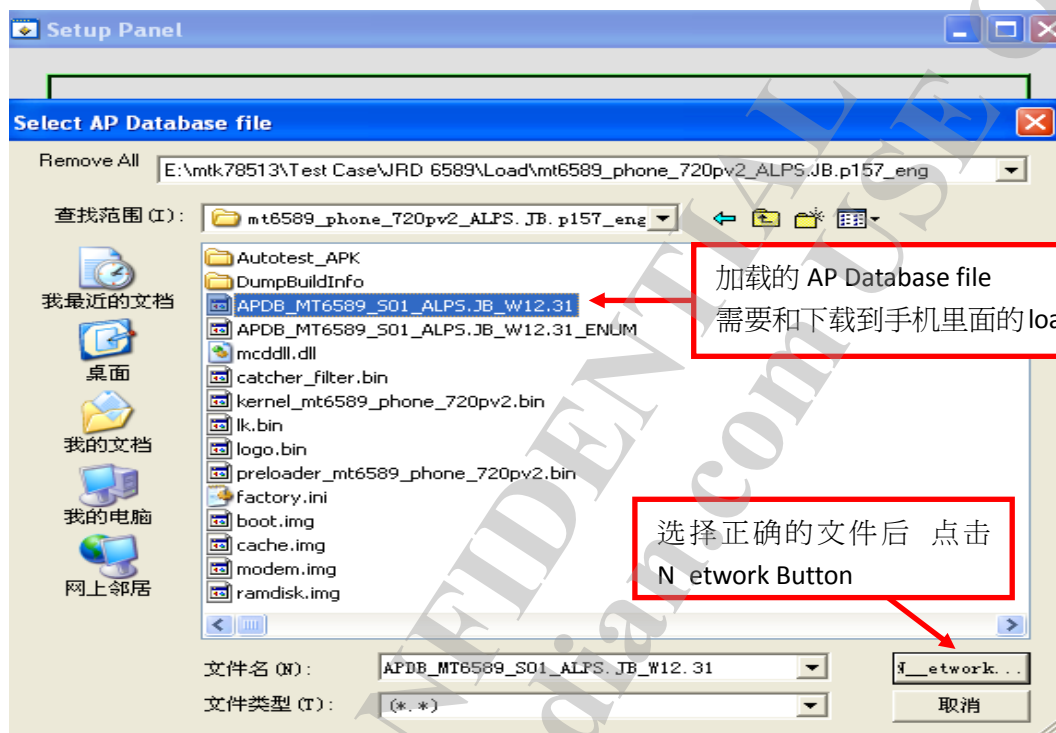 Setup Panel
Select AP Database file
Remove All
E:\mtk78513\Test Case\JRD 6589\Load\mt6589_phone_720pv2_ALPS.JB.p157_eng
查找范围(I):
mt6589_phone_720pv2_ALPS.JB.p157_eng
Autotest_APK
DumpBuildInfo
APDB_MT6589_S01_ALPS.JB_W12.31
APDB_MT6589_S01_ALPS.JB_W12.31_ENUM
mcddll.dll
catcher_filter.bin
kernel_mt6589_phone_720pv2.bin
lk.bin
logo.bin
preloader_mt6589_phone_720pv2.bin
factory.ini
boot.img
cache.img
modem.img
ramdisk.img
我最近的文档
桌面
我的文档
我的电脑
网上邻居
加载的 AP Database file
需要和下载到手机里面的
选择正确的文件后 点击
N etwork Button
文件名(N):
APDB_MT6589_S01_ALPS.JB_W12.31
文件类型(T):
(*.*)
取消
NFIDENTIAL
dian.com USE